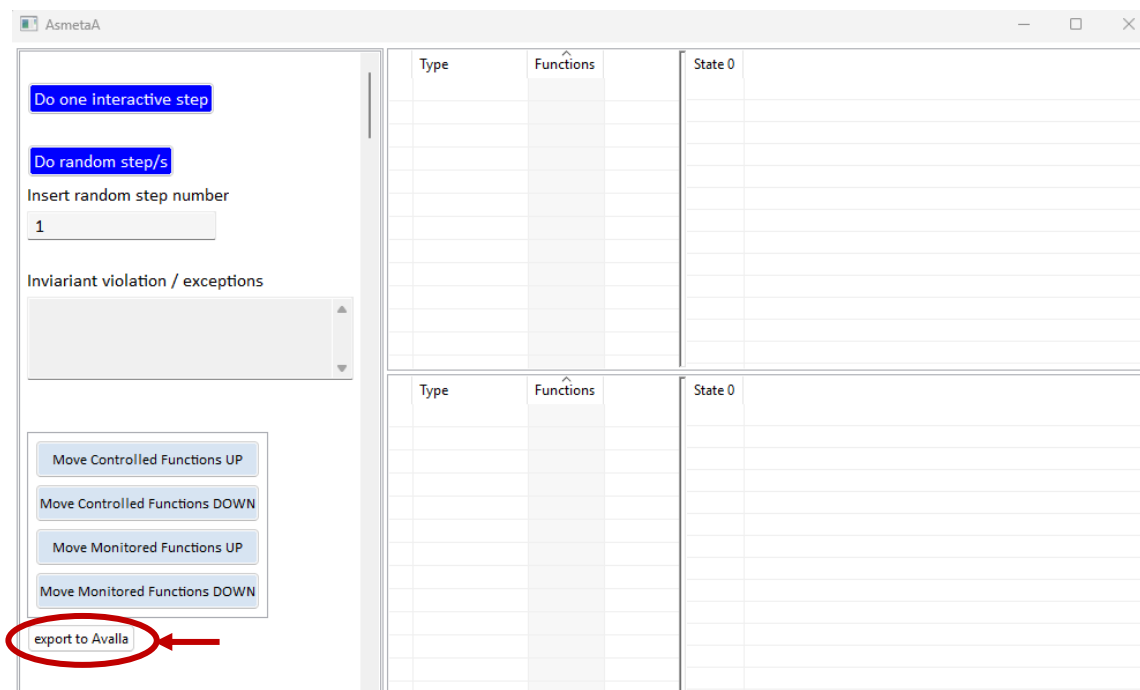 AsmetaA
Do one interactive step
Do random step/s
Insert random step number
1
Inviariant violation / exceptions
Move Controlled Functions UP
Move Controlled Functions DOWN
Move Monitored Functions UP
Move Monitored Functions DOWN
export to Avalla
Type Functions State 0
Type Functions State 0